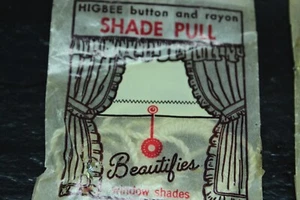 HIGBEE button and rayon
SHADE PULL
Beautifies
window shades